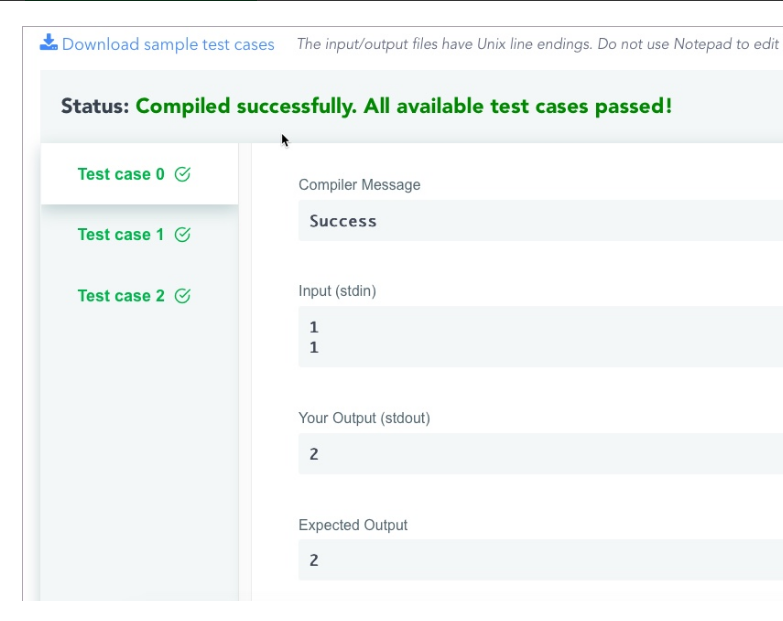 Download sample test cases The input/output files have Unix line endings. Do not use Notepad to edit
Status: Compiled successfully. All available test cases passed!
Test case 0
Test case 1
Test case 2
Compiler Message
Success
Input (stdin)
1
1
Your Output (stdout)
2
Expected Output
2